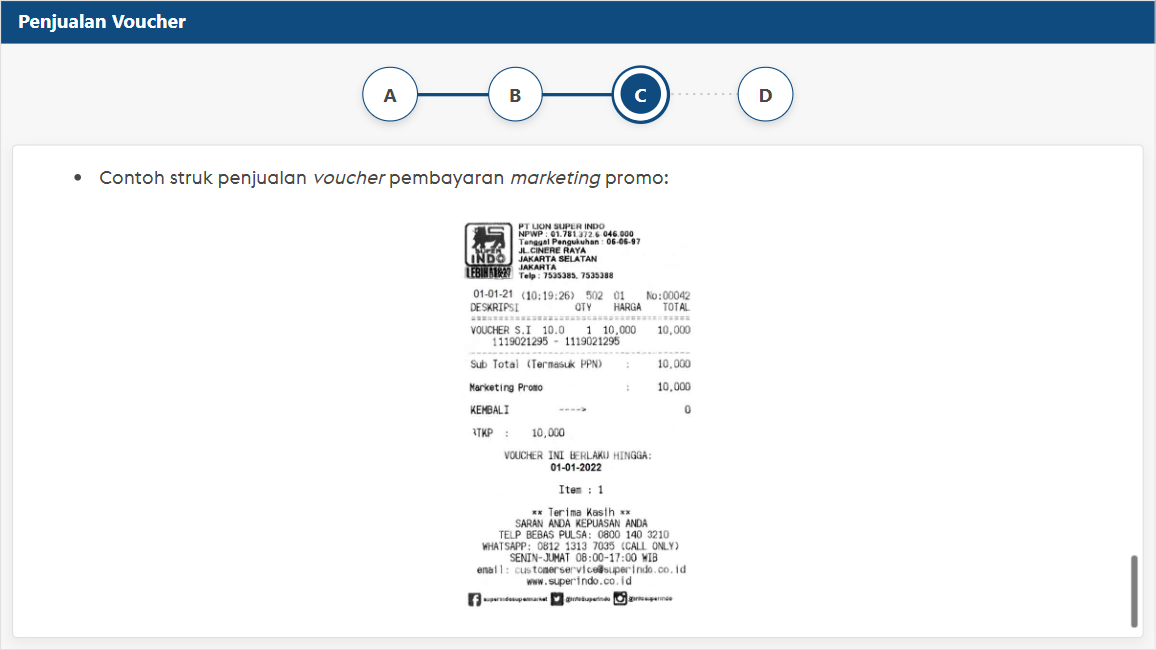 Penjualan Voucher
A B C D
• Contoh struk penjualan voucher pembayaran marketing promo:
SUPER
INDO
PT LION SUPER INDO
NPWP : 01.781.372.6 046.000
Tanggal Pengukuhan : 06-06-97
JL.CINERE RAYA
JAKARTA SELATAN
JAKARTA
Telp : 7535385, 7535388
01-01-21 (10:19:26) 502 01 No:00042
DESKRIPSI QTY HARGA TOTAL
VOUCHER S.I 10.0 1 10,000 10,000
1119021295 - 1119021295
Sub Total (Termasuk PPN) : 10,000
Marketing Promo : 10,000
KEMBALI ----> 0
TKP : 10,000
VOUCHER INI BERLAKU HINGGA:
01-01-2022
Item : 1
** Terima Kasih **
SARAN ANDA KEPUASAN ANDA
TELP BEBAS PULSA: 0800 140 3210
WHATSAPP: 0812 1313 7035 (CALL ONLY)
SENIN-JUMAT 08:00-17:00 WIB
email: customerservice@superindo.co.id
www.superindo.co.id
superindosupermarket @infosuperindo @infosuperindo